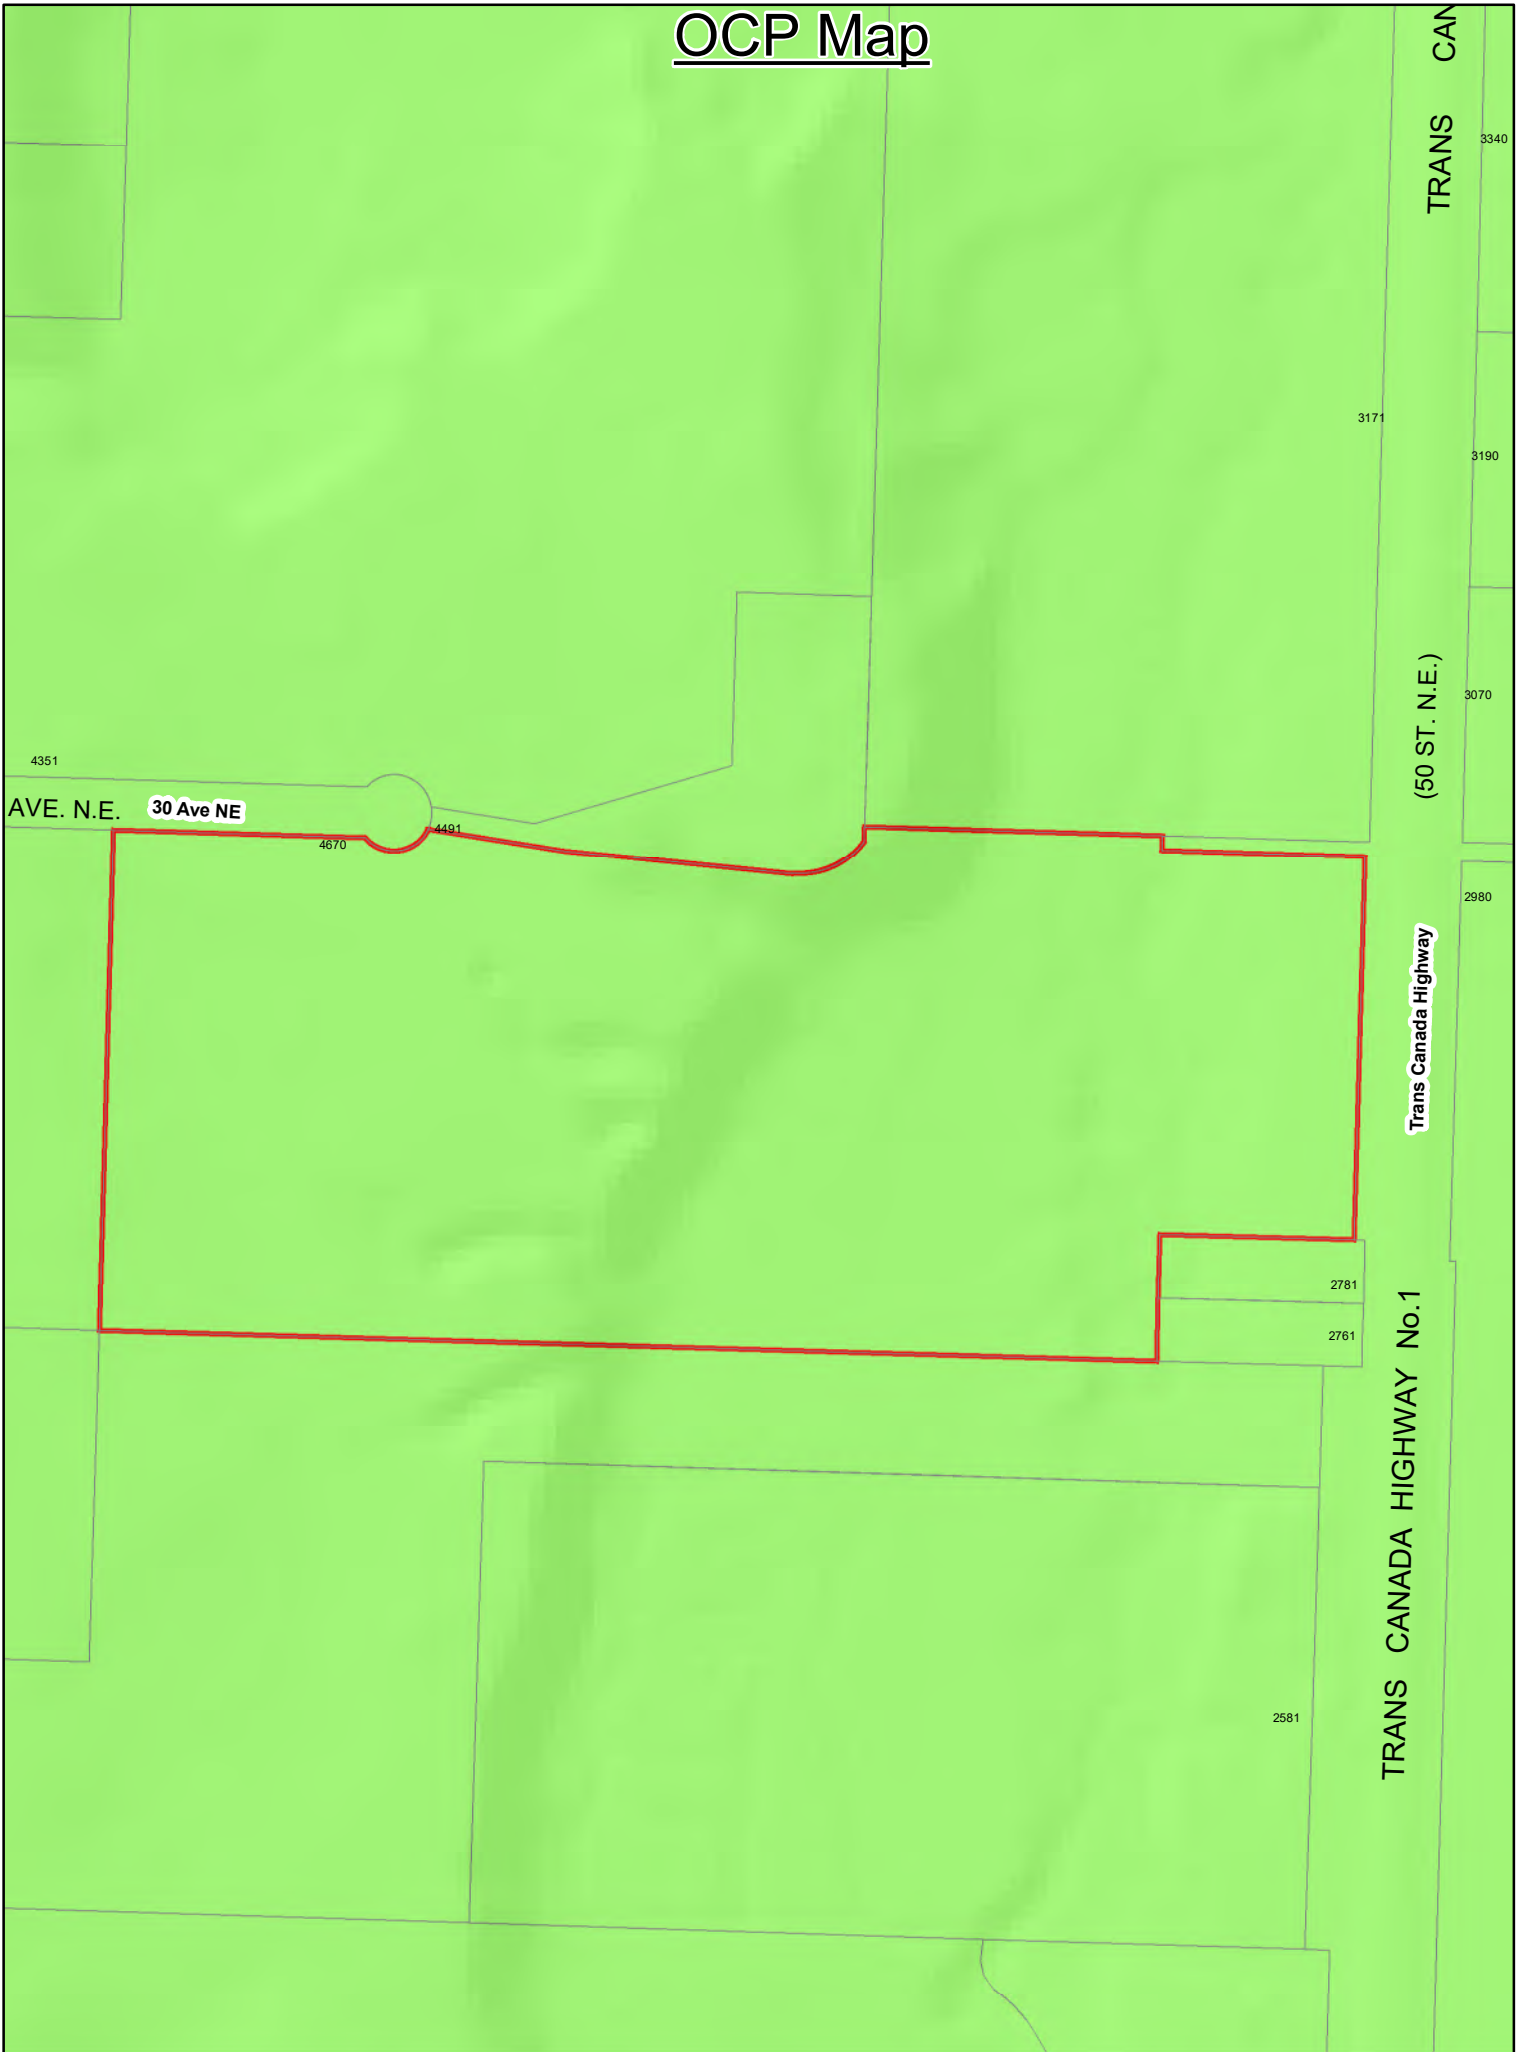 OCP Map
TRANS CAN
3340
3171
3190
(50 ST. N.E.)
3070
4351
AVE. N.E.
30 Ave NE
4491
4670
2980
Trans Canada Highway
2781
2761
TRANS CANADA HIGHWAY No.1
2581